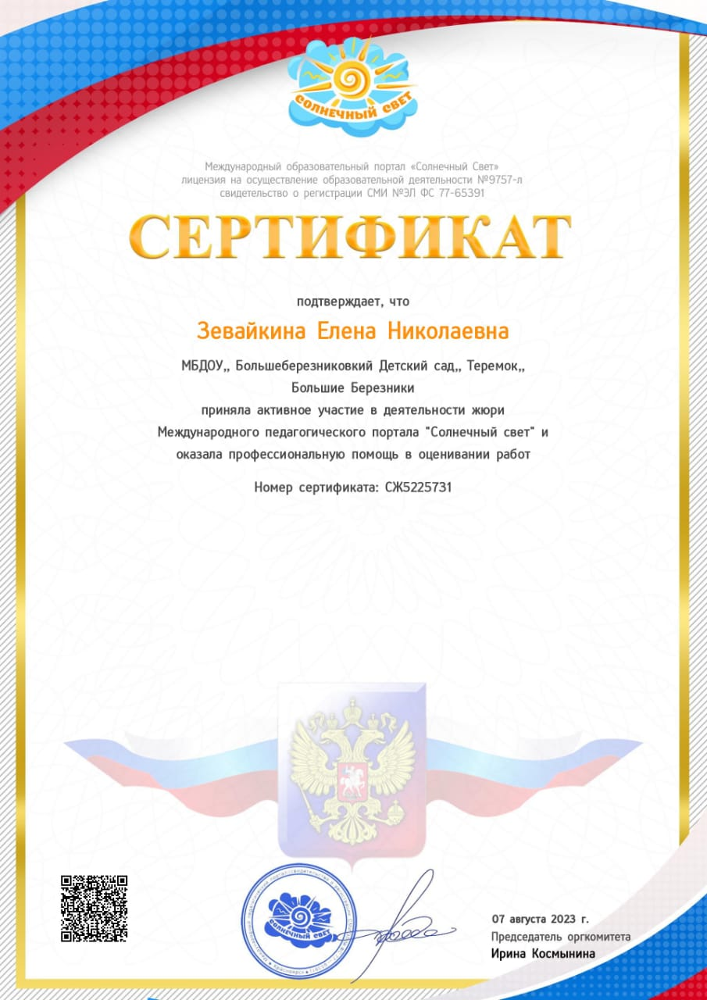 СОЛНЕЧНЫЙ СВЕТ
Международный образовательный портал «Солнечный Свет»
лицензия на осуществление образовательной деятельности №9757-л
свидетельство о регистрации СМИ №ЭЛ ФС 77-65391
СЕРТИФИКАТ
подтверждает, что
Зевайкина Елена Николаевна
МБДОУ,, Большеберезниковкий Детский сад,, Теремок,,
Большие Березники
приняла активное участие в деятельности жюри
Международного педагогического портала "Солнечный свет" и
оказала профессиональную помощь в оценивании работ
Номер сертификата: СЖ5225731
СОЛНЕЧНЫЙ СВЕТ
07 августа 2023 г.
Председатель оргкомитета
Ирина Космынина